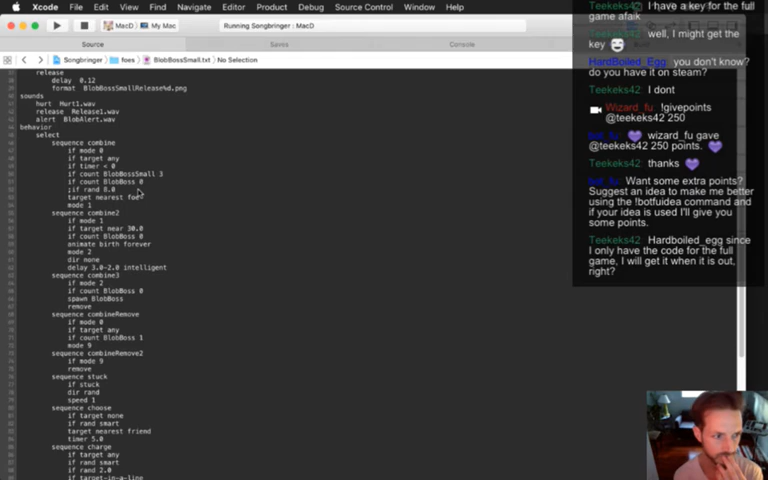 Xcode File Edit View Find Navigate Editor Product Debug Source Control Window Help
MacD My Mac
Running Songbringer : MacD
Source Saves Console
Songbringer foes BlobBossSmall.txt No Selection
release
delay 0.12
format BlobBossSmallRelease%d.png
sounds
hurt Hurt1.wav
release Release1.wav
alert BlobAlert.wav
behavior
select
sequence combine
if mode 0
if target any
if timer < 0
if count BlobBossSmall 3
if count BlobBoss 0
;if rand 8.0
target nearest foe
mode 1
sequence combine2
if mode 1
if target near 30.0
if count BlobBoss 0
animate birth forever
mode 2
dir none
delay 3.0~2.0 intelligent
sequence combine3
if mode 2
if count BlobBoss 0
spawn BlobBoss
remove
sequence combineRemove
if mode 0
if target any
if count BlobBoss 1
mode 9
sequence combineRemove2
if mode 9
remove
sequence stuck
if stuck
dir rand
speed 1
sequence choose
if target none
if rand smart
target nearest friend
timer 5.0
sequence charge
if target any
if rand smart
if rand 2.0
if target-in-a-line
Teekeks42 I have a key for the full
game afaik
Teekeks42 well, I might get the
key
HardBoiled_Egg you don't know?
do you have it on steam?
Teekeks42 I dont
Wizard_fu !givepoints
@teekeks42 250
wizard_fu gave
@teekeks42 250 points.
Teekeks42 thanks
Want some extra points?
Suggest an idea to make me better
using the !botfuidea command and
if your idea is used I'll give you
some points.
Teekeks42 Hardboiled_egg since
I only have the code for the full
game, I will get it when it is out,
right?